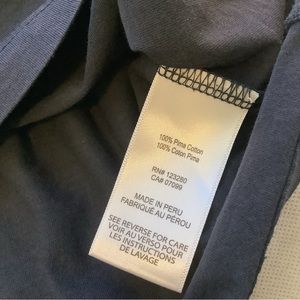 100% Pima Cotton
100% Coton Pima
RN# 123280
CA# 07099
MADE IN PERU
FABRIQUÉ AU PEROU
SEE REVERSE FOR CARE
VOIR AU VERSO POUR
LES INSTRUCTIONS
DE LAVAGE